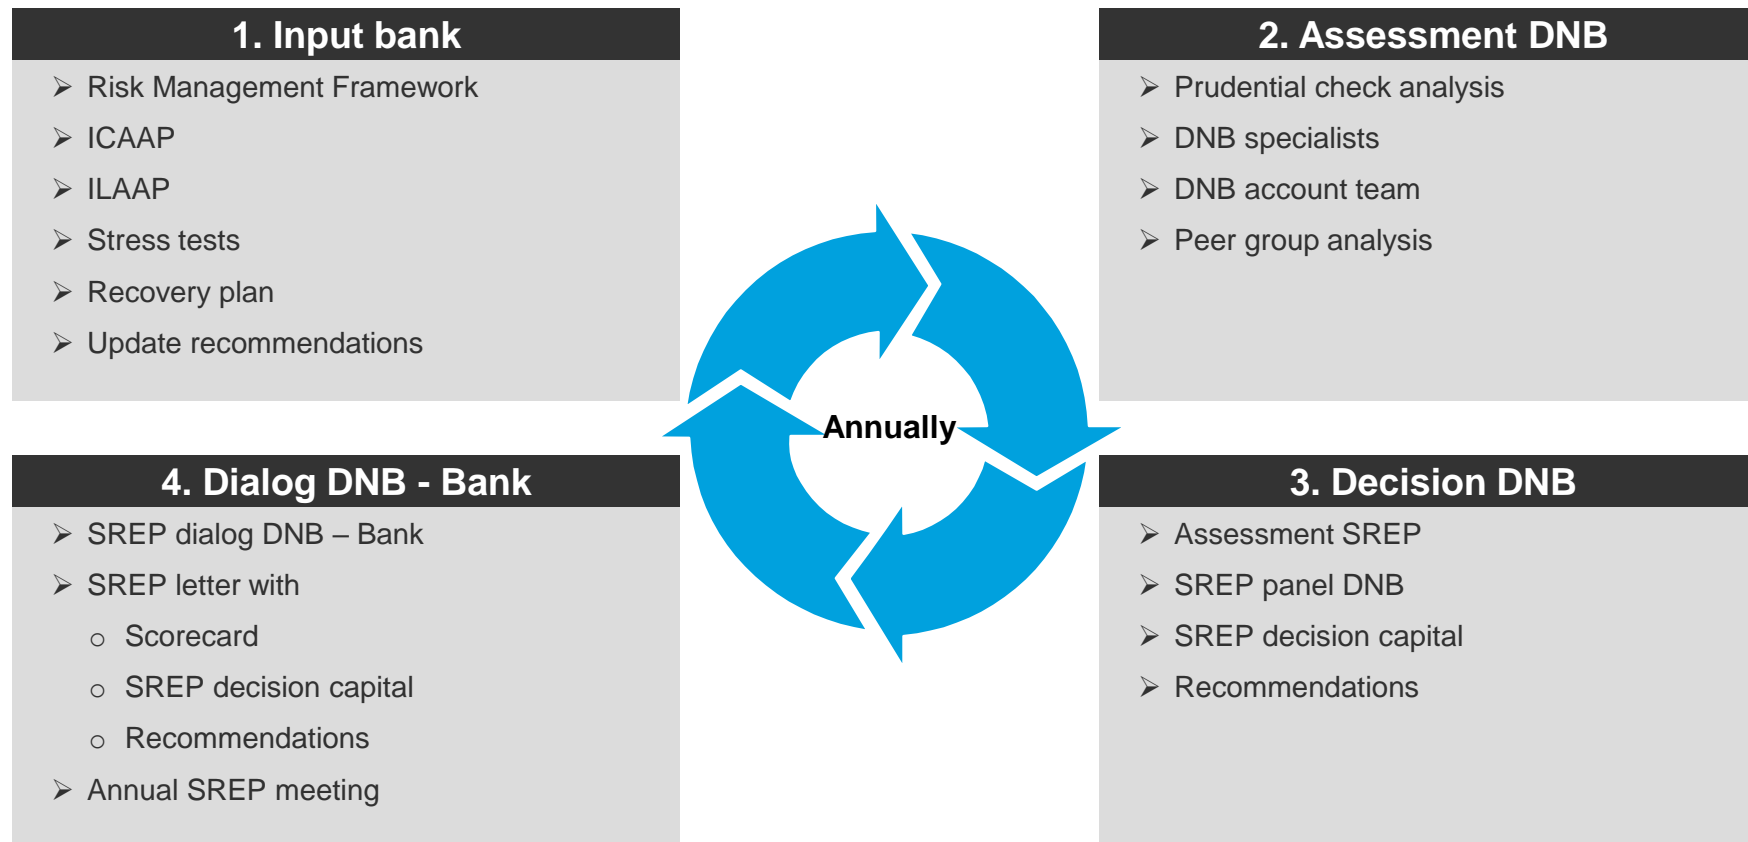 1. Input bank
➢ Risk Management Framework
➢ ICAAP
➢ ILAAP
➢ Stress tests
➢ Recovery plan
➢ Update recommendations
2. Assessment DNB
➢ Prudential check analysis
➢ DNB specialists
➢ DNB account team
➢ Peer group analysis
Annually
4. Dialog DNB - Bank
➢ SREP dialog DNB – Bank
➢ SREP letter with
o Scorecard
o SREP decision capital
o Recommendations
➢ Annual SREP meeting
3. Decision DNB
➢ Assessment SREP
➢ SREP panel DNB
➢ SREP decision capital
➢ Recommendations